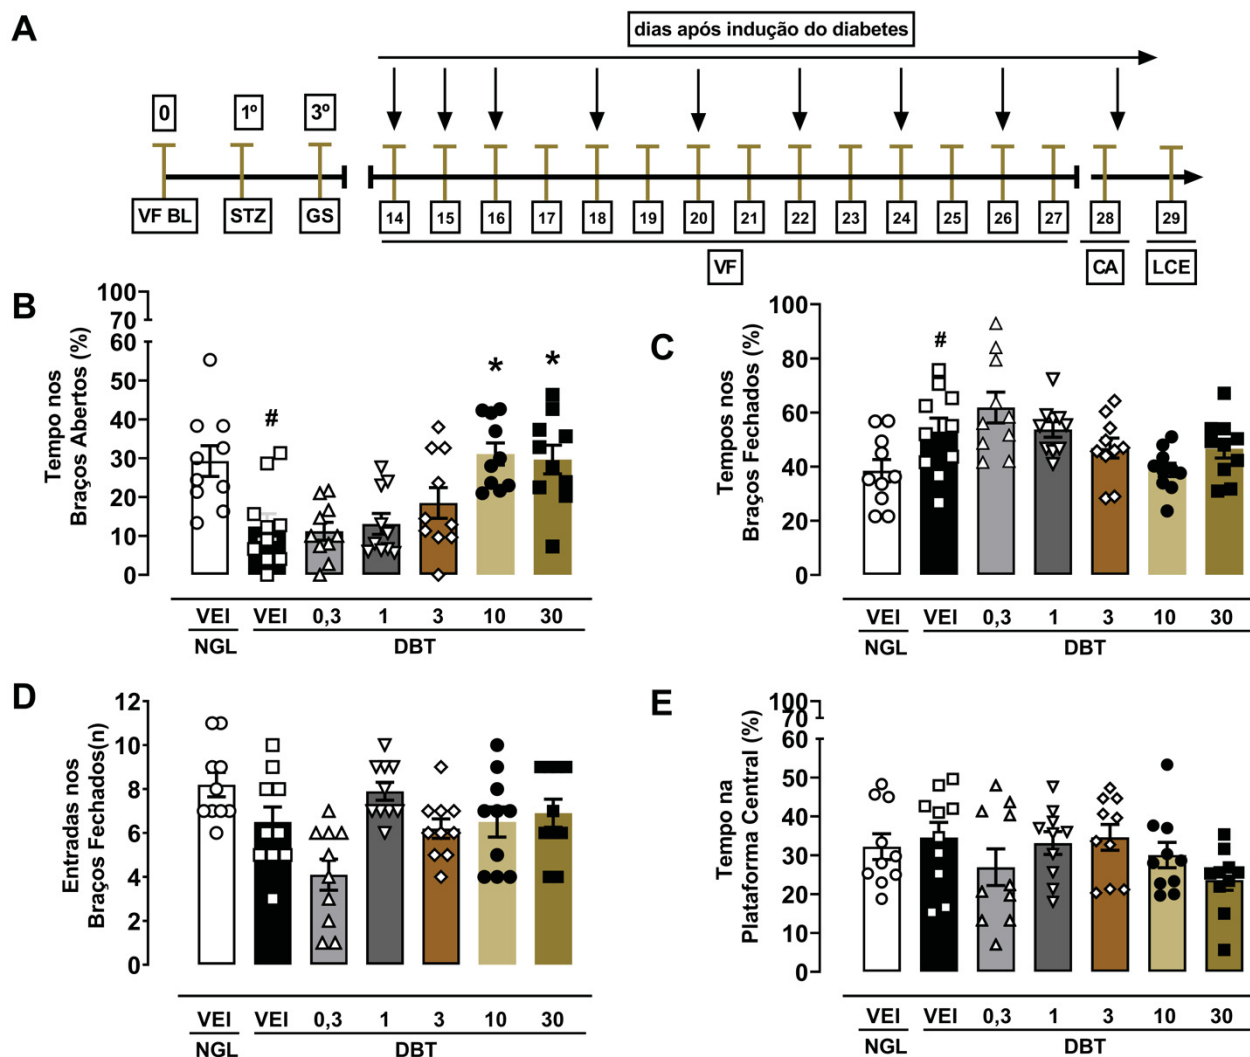 A
dias após indução do diabetes
0 1º 3º
VF BL STZ GS 14 15 16 17 18 19 20 21 22 23 24 25 26 27 28 29
VF CA LCE
B
Tempo nos
Braços Abertos (%)
100
70
60
50
40
30
20
10
0
# * *
VEI VEI 0,3 1 3 10 30
NGL DBT
C
Tempos nos
Braços Fechados (%)
100
80
60
40
20
0
#
VEI VEI 0,3 1 3 10 30
NGL DBT
D
Entradas nos
Braços Fechados(n)
12
10
8
6
4
2
0
VEI VEI 0,3 1 3 10 30
NGL DBT
E
Tempo na
Plataforma Central (%)
100
70
60
50
40
30
20
10
0
VEI VEI 0,3 1 3 10 30
NGL DBT